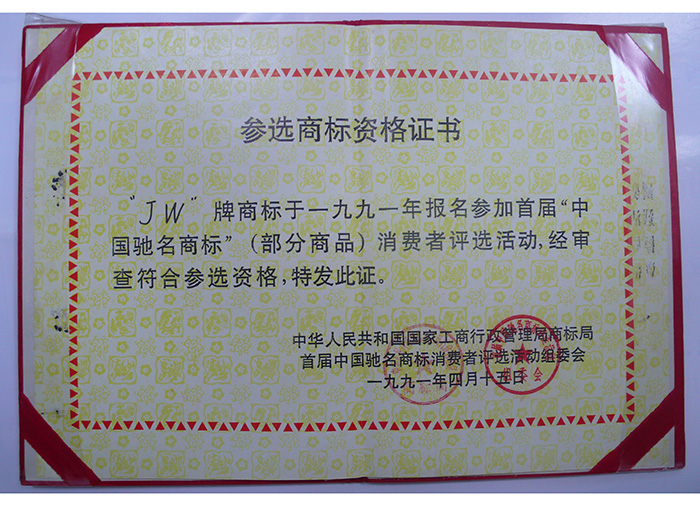 参选商标资格证书
“JW”牌商标于一九九一年报名参加首届“中
国驰名商标”(部分商品)消费者评选活动,经审
查符合参选资格,特发此证。
中华人民共和国国家工商行政管理局商标局
首届中国驰名商标消费者评选活动组委会
一九九一年四月十五日
组委会